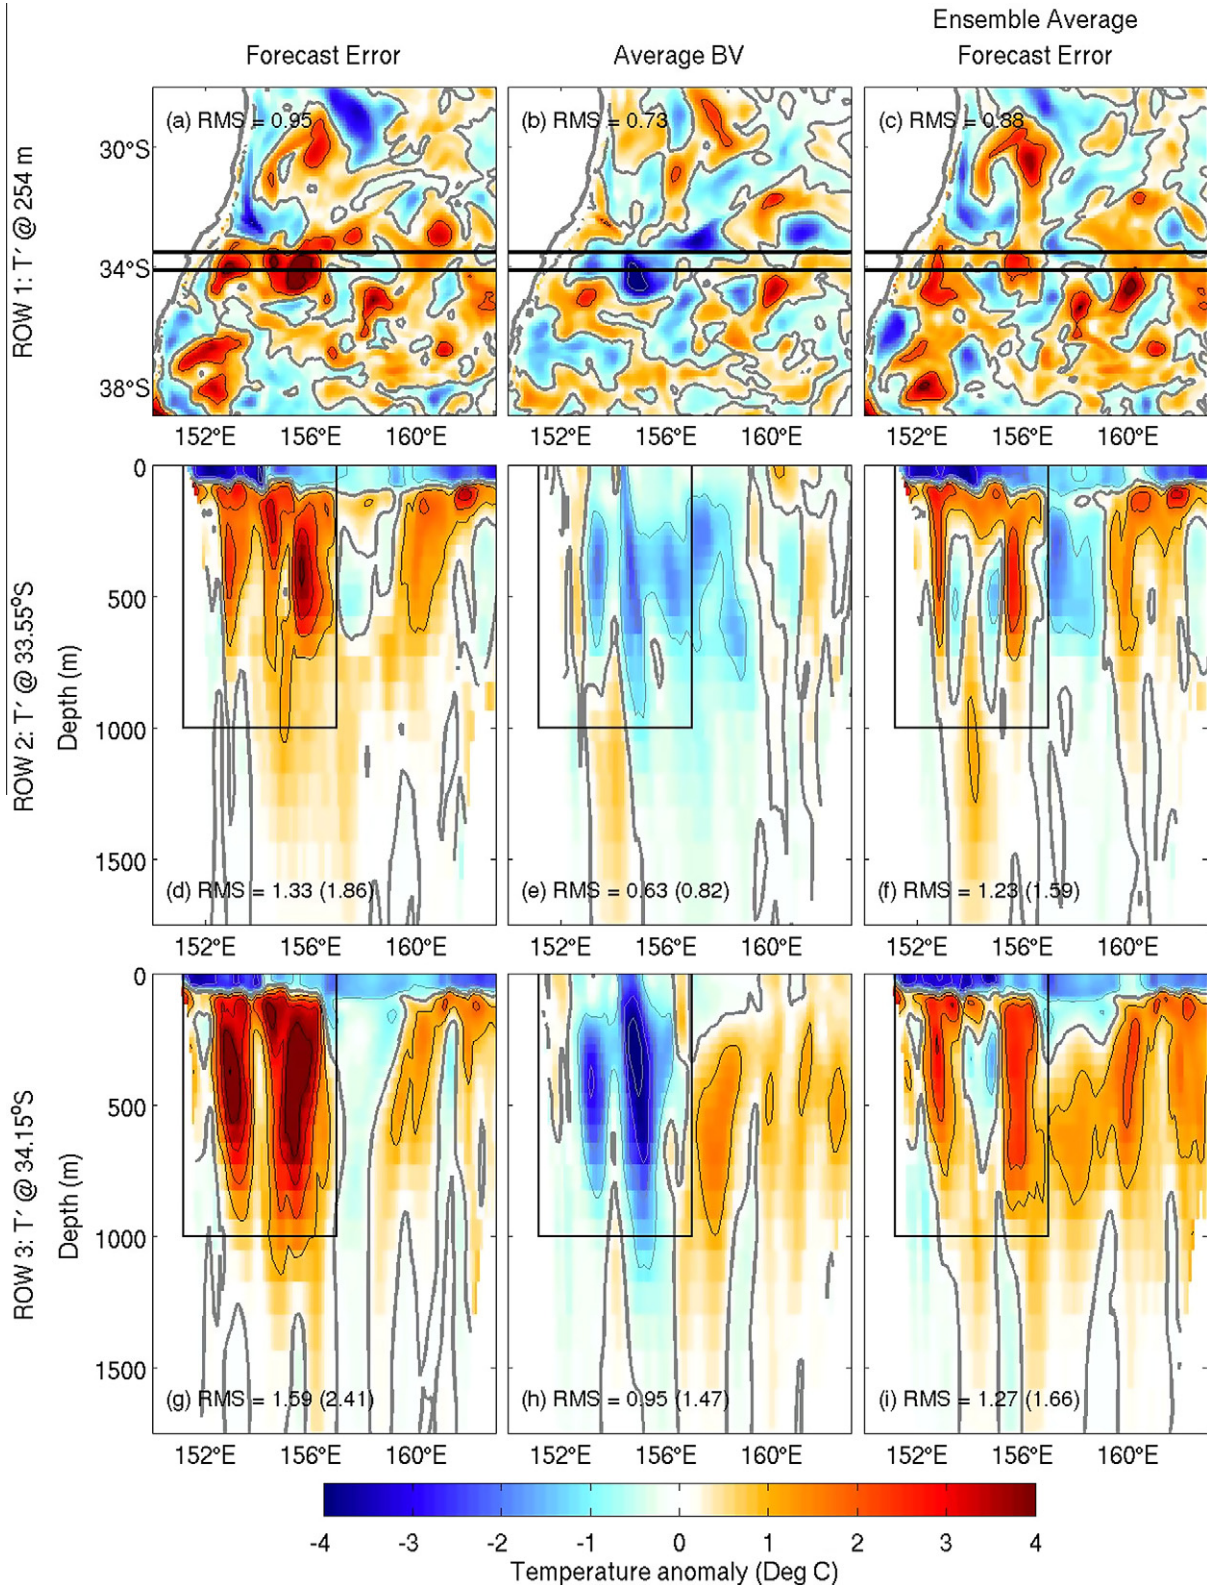 Ensemble Average
Forecast Error
Average BV
Forecast Error
ROW 1: T′ @ 254 m
(a) RMS = 0.95
(b) RMS = 0.73
(c) RMS = 0.88
30°S
34°S
38°S
152°E
156°E
160°E
152°E
156°E
160°E
152°E
156°E
160°E
ROW 2: T′ @ 33.55°S
Depth (m)
0
500
1000
1500
(d) RMS = 1.33 (1.86)
(e) RMS = 0.63 (0.82)
(f) RMS = 1.23 (1.59)
152°E
156°E
160°E
152°E
156°E
160°E
152°E
156°E
160°E
ROW 3: T′ @ 34.15°S
Depth (m)
0
500
1000
1500
(g) RMS = 1.59 (2.41)
(h) RMS = 0.95 (1.47)
(i) RMS = 1.27 (1.66)
152°E
156°E
160°E
152°E
156°E
160°E
152°E
156°E
160°E
-4
-3
-2
-1
0
1
2
3
4
Temperature anomaly (Deg C)